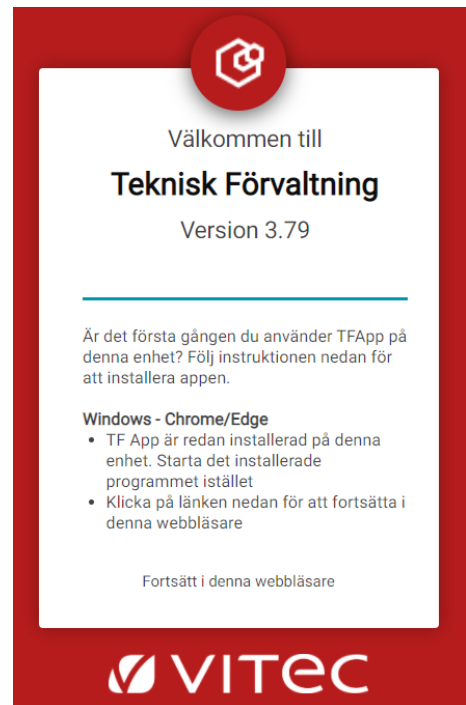 Välkommen till
Teknisk Förvaltning
Version 3.79
Är det första gången du använder TFApp på
denna enhet? Följ instruktionen nedan för
att installera appen.
Windows - Chrome/Edge
• TF App är redan installerad på denna
enhet. Starta det installerade
programmet istället
• Klicka på länken nedan för att fortsätta i
denna webbläsare
Fortsätt i denna webbläsare
VITEC